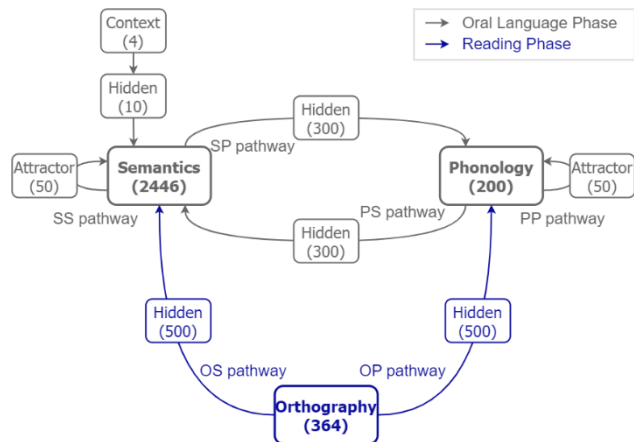 Context
(4)
Oral Language Phase
Reading Phase
Hidden
(10)
Hidden
(300)
SP pathway
Attractor
(50)
Semantics
(2446)
Phonology
(200)
Attractor
(50)
SS pathway
PS pathway
PP pathway
Hidden
(300)
Hidden
(500)
Hidden
(500)
OS pathway
OP pathway
Orthography
(364)